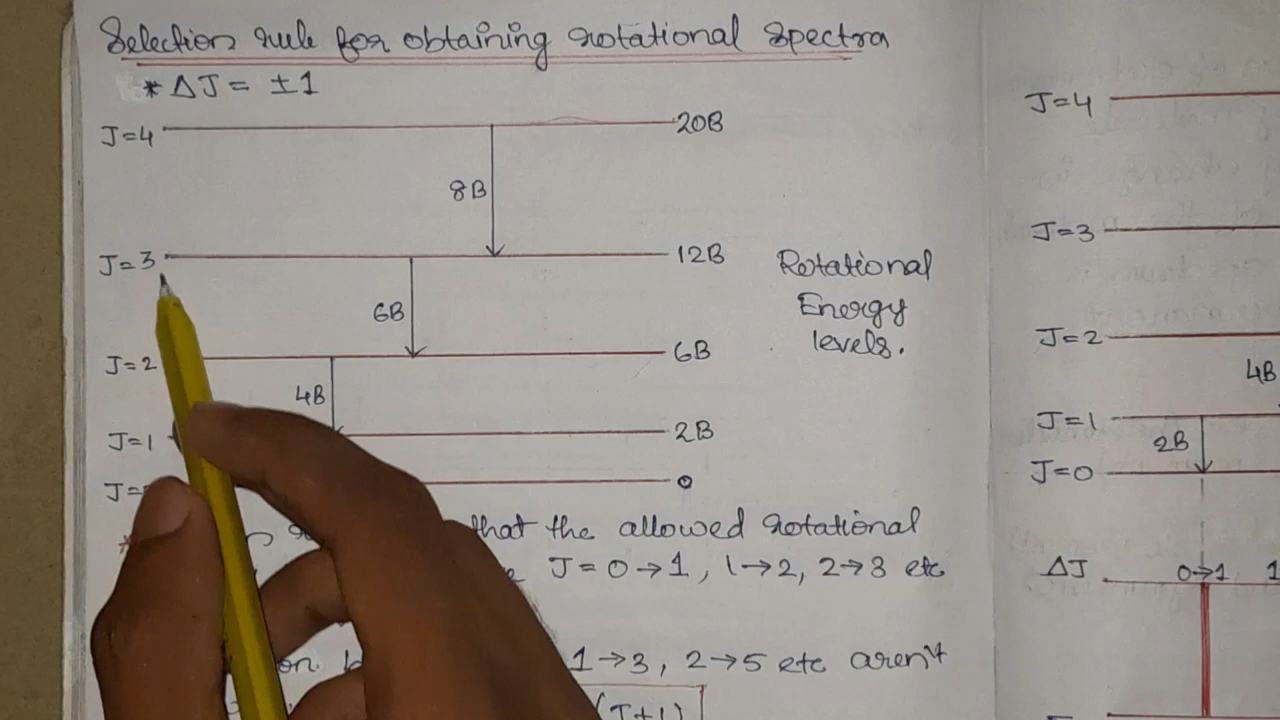 Selection rule for obtaining rotational Spectra
* ΔJ = ±1
J=4 20B
8B
J=3 12B
6B
J=2 6B
4B
J=1 2B
J= 0
Rotational
Energy
levels.
* that the allowed rotational
J=0→1, 1→2, 2→3 etc
1→3, 2→5 etc aren't
(J+1)
J=4
J=3
J=2
4B
J=1
2B
J=0
ΔJ 0→1 1